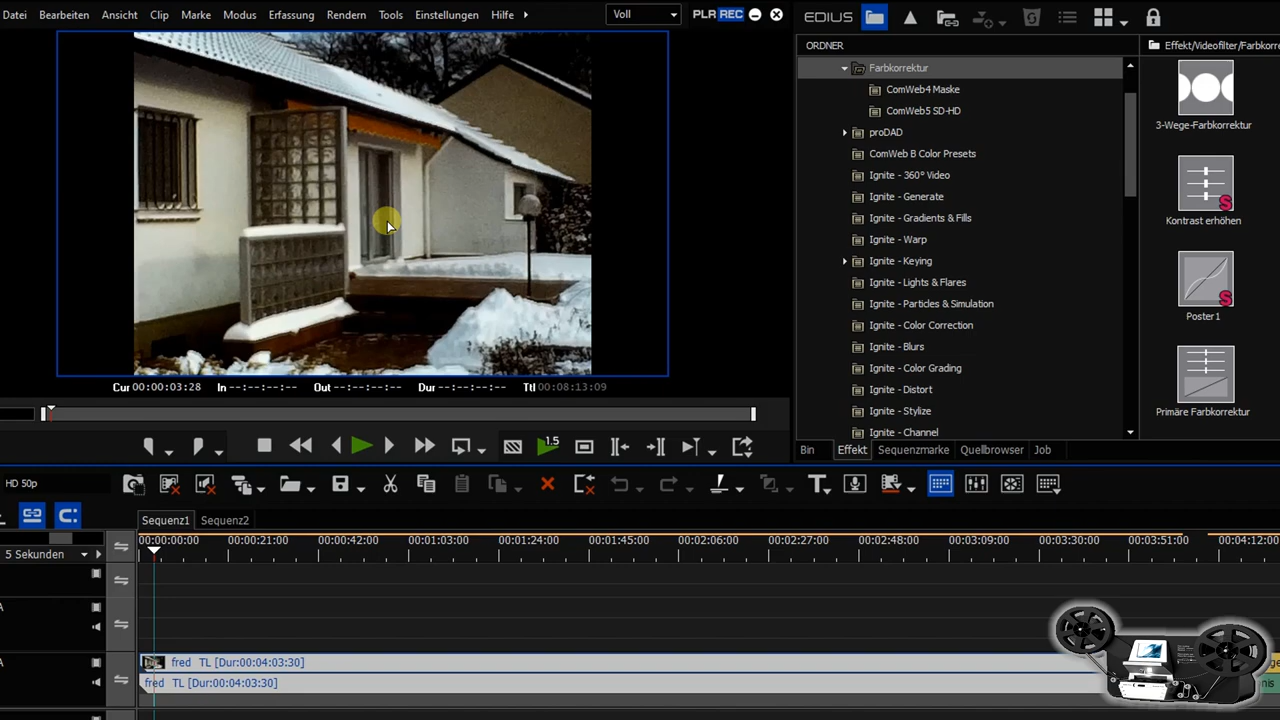 Datei Bearbeiten Ansicht Clip Marke Modus Erfassung Rendern Tools Einstellungen Hilfe Voll PLR REC EDIUS
ORDNER
Effekt/Videofilter/Farbkorre
Farbkorrektur
ComWeb4 Maske
ComWeb5 SD-HD
3-Wege-Farbkorrektur
proDAD
ComWeb B Color Presets
Ignite - 360° Video
Ignite - Generate
Ignite - Gradients & Fills
Kontrast erhöhen
Ignite - Warp
Ignite - Keying
Ignite - Lights & Flares
Ignite - Particles & Simulation
Poster1
Ignite - Color Correction
Ignite - Blurs
Ignite - Color Grading
Ignite - Distort
Ignite - Stylize
Primäre Farbkorrektur
Ignite - Channel
Cur 00:00:03:28 In --:--:--:-- Out --:--:--:-- Dur --:--:--:-- Ttl 00:08:13:09
1.5
Bin Effekt Quellmarke Quellbrowser Job
HD 50p
Sequenz1 Sequenz2
00:00:00:00 00:00:21:00 00:00:42:00 00:01:03:00 00:01:24:00 00:01:45:00 00:02:06:00 00:02:27:00 00:02:48:00 00:03:09:00 00:03:30:00 00:03:51:00 00:04:12:00
5 Sekunden
A
A
fred TL [Dur:00:04:03:30]
fred TL [Dur:00:04:03:30]